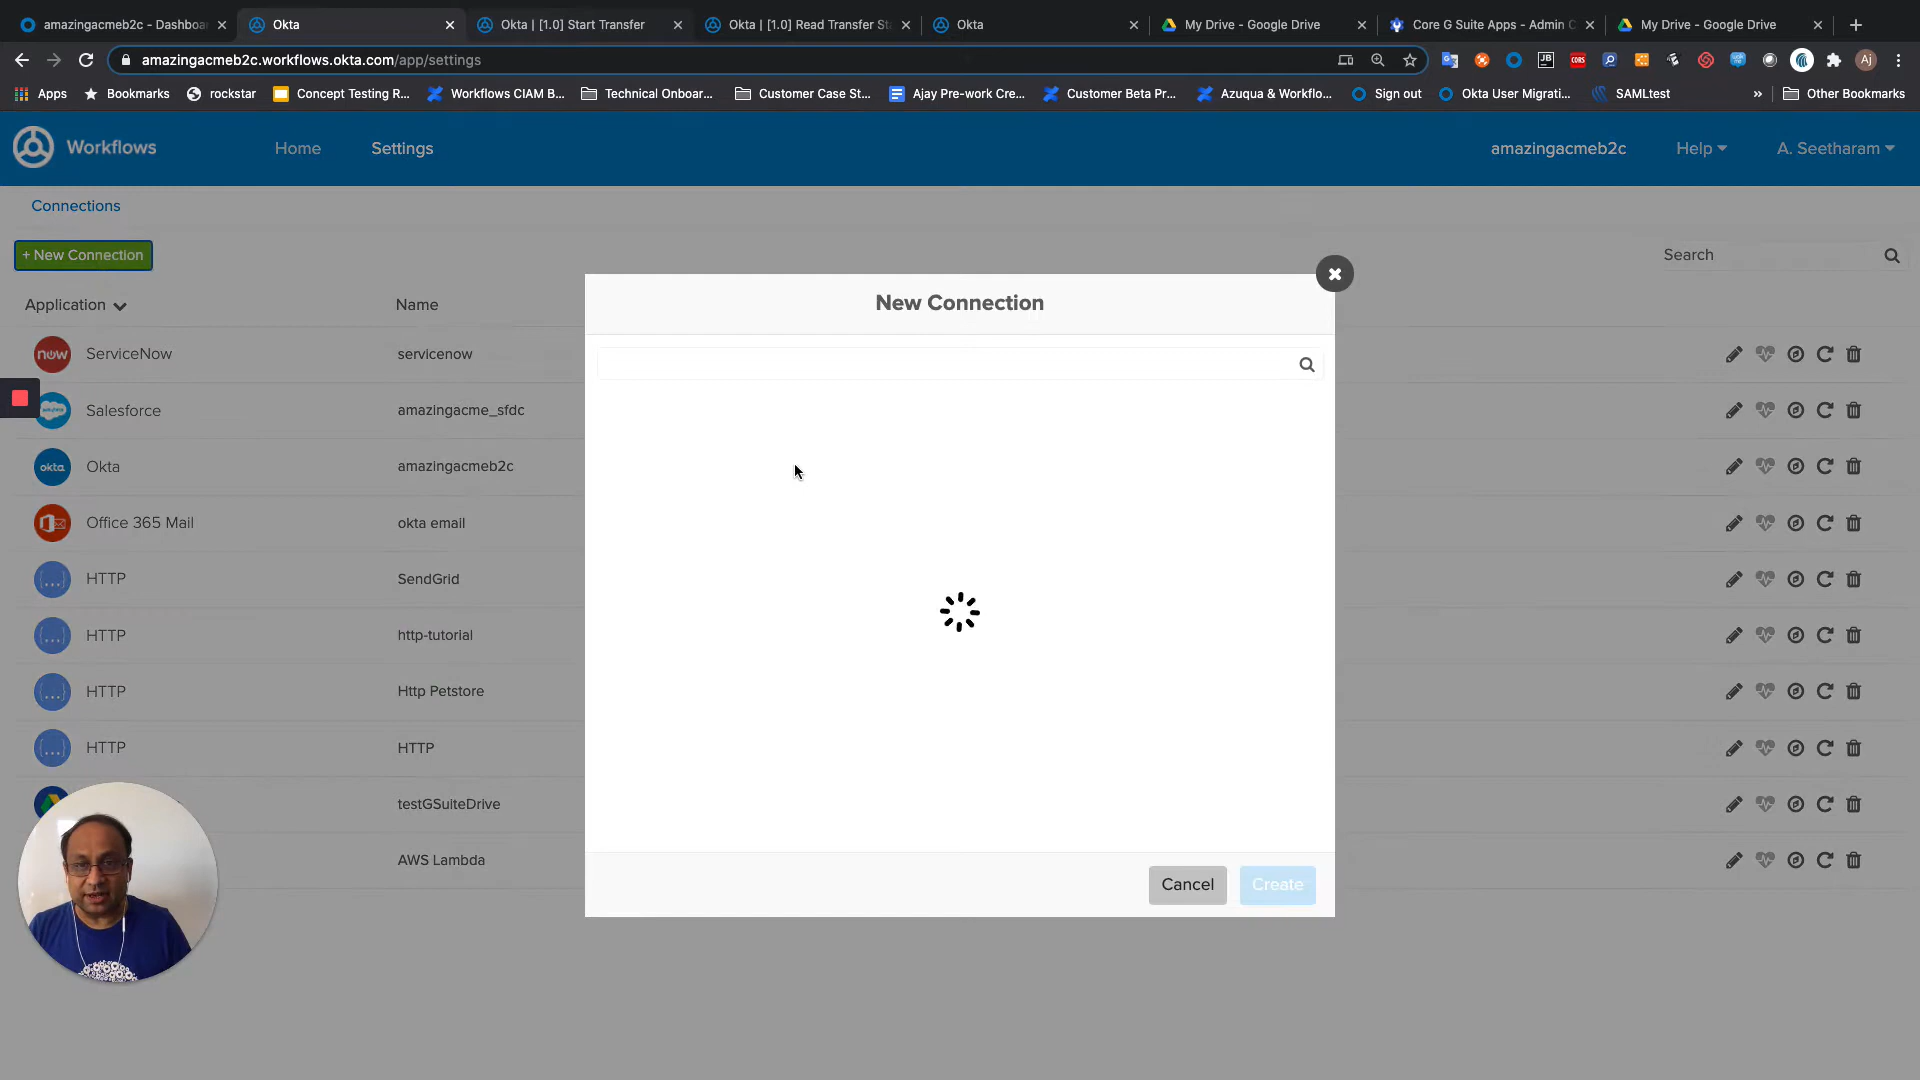 amazingacmeb2c - Dashboa
Okta
Okta | [1.0] Start Transfer
Okta | [1.0] Read Transfer St
Okta
My Drive - Google Drive
Core G Suite Apps - Admin C
My Drive - Google Drive
amazingacmeb2c.workflows.okta.com/app/settings
Apps
Bookmarks
rockstar
Concept Testing R...
Workflows CIAM B...
Technical Onboar...
Customer Case St...
Ajay Pre-work Cre...
Customer Beta Pr...
Azuqua & Workflo...
Sign out
Okta User Migrati...
SAMLtest
»
Other Bookmarks
Workflows
Home
Settings
amazingacmeb2c
Help
A. Seetharam
Connections
+ New Connection
Search
Application
Name
New Connection
now ServiceNow
servicenow
Salesforce
amazingacme_sfdc
okta Okta
amazingacmeb2c
Office 365 Mail
okta email
{...} HTTP
SendGrid
{...} HTTP
http-tutorial
{...} HTTP
Http Petstore
{...} HTTP
HTTP
testGSuiteDrive
AWS Lambda
Cancel
Create
JB
CORS
Aj